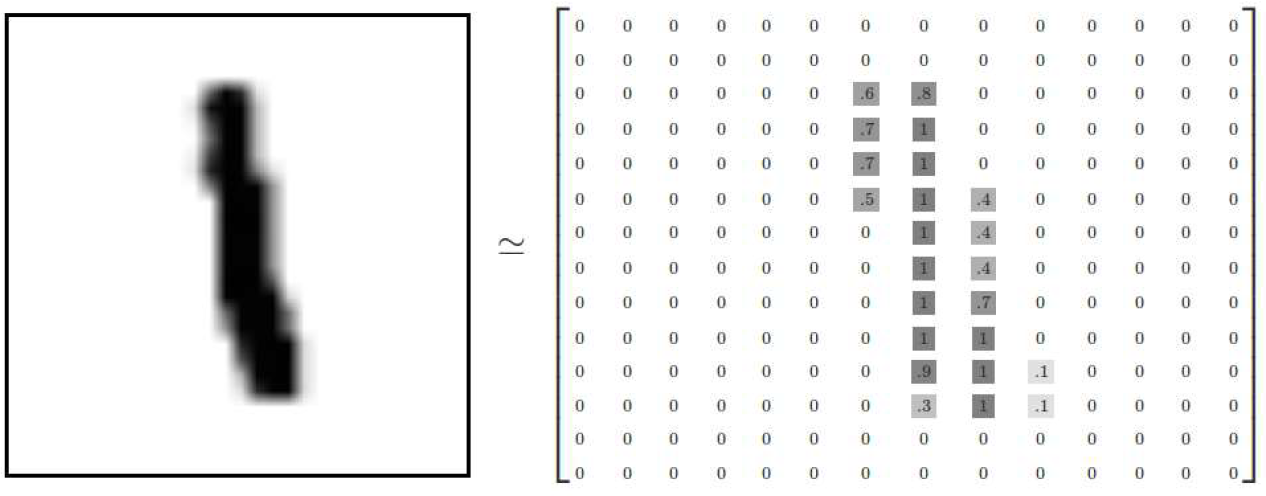 ≃
0 0 0 0 0 0 0 0 0 0 0 0 0 0
0 0 0 0 0 0 0 0 0 0 0 0 0 0
0 0 0 0 0 0 .6 .8 0 0 0 0 0 0
0 0 0 0 0 0 .7 1 0 0 0 0 0 0
0 0 0 0 0 0 .7 1 0 0 0 0 0 0
0 0 0 0 0 0 .5 1 .4 0 0 0 0 0
0 0 0 0 0 0 0 1 .4 0 0 0 0 0
0 0 0 0 0 0 0 1 .4 0 0 0 0 0
0 0 0 0 0 0 0 1 .7 0 0 0 0 0
0 0 0 0 0 0 0 1 1 0 0 0 0 0
0 0 0 0 0 0 0 .9 1 .1 0 0 0 0
0 0 0 0 0 0 0 .3 1 .1 0 0 0 0
0 0 0 0 0 0 0 0 0 0 0 0 0 0
0 0 0 0 0 0 0 0 0 0 0 0 0 0